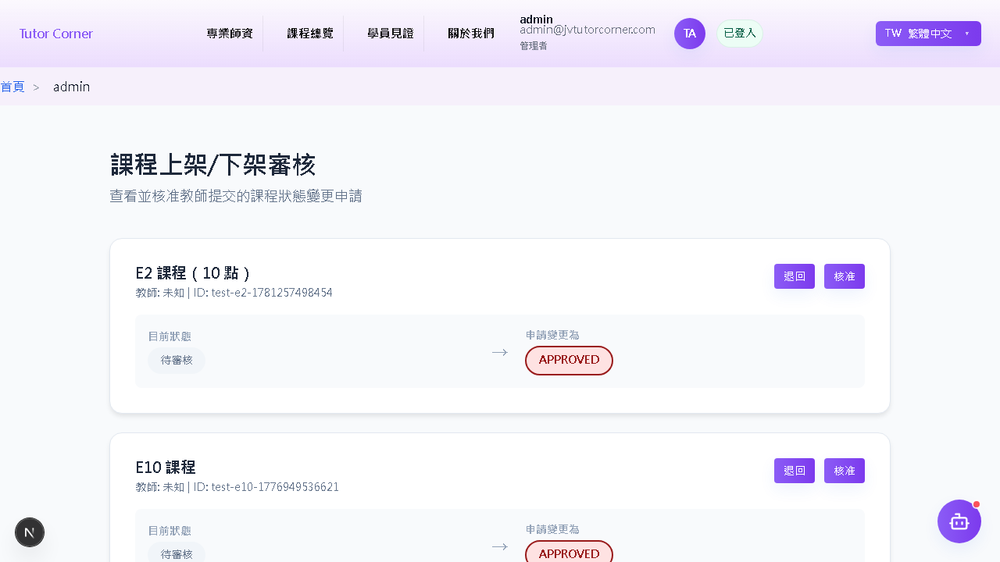 Tutor Corner
專業師資
課程總覽
學員見證
關於我們
admin
admin@jvtutorcorner.com
管理者
TA
已登入
TW 繁體中文 ▾
首頁 > admin
課程上架/下架審核
查看並核准教師提交的課程狀態變更申請
E2 課程（10 點）
退回
核准
教師: 未知 | ID: test-e2-1781257498454
目前狀態
待審核
→
申請變更為
APPROVED
E10 課程
退回
核准
教師: 未知 | ID: test-e10-1776949536621
目前狀態
待審核
→
申請變更為
APPROVED
N